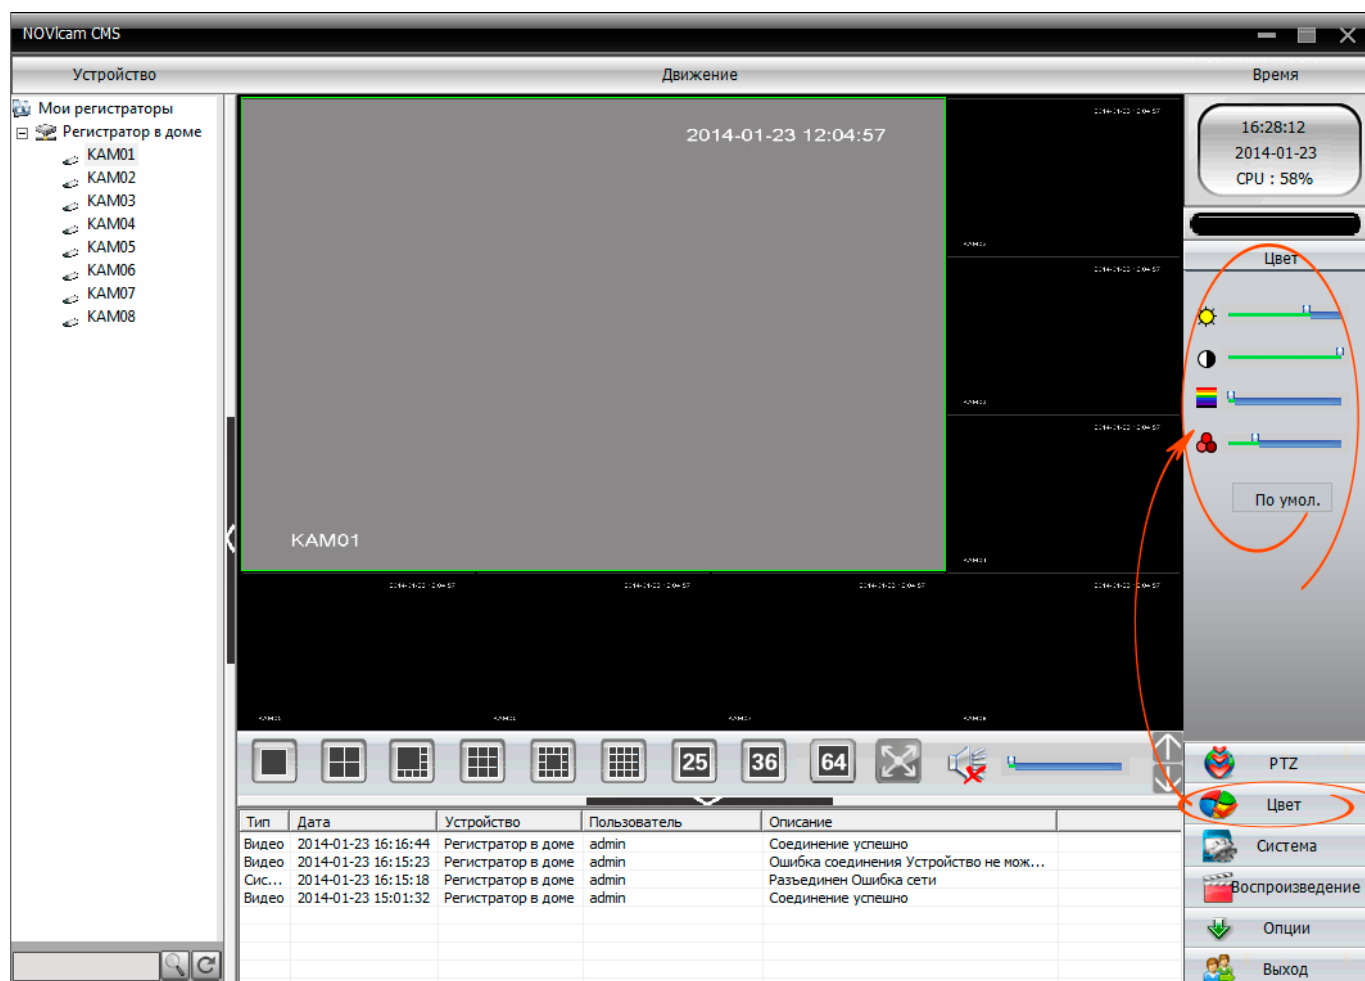 NOVIcam CMS
Устройство
Движение
Время
Мои регистраторы
Регистратор в доме
KAM01
KAM02
KAM03
KAM04
KAM05
KAM06
KAM07
KAM08
2014-01-23 12:04:57
KAM01
16:28:12
2014-01-23
CPU : 58%
Цвет
По умол.
25 36 64
PTZ
Цвет
Система
Воспроизведение
Опции
Выход
Тип Дата Устройство Пользователь Описание
Видео 2014-01-23 16:16:44 Регистратор в доме admin Соединение успешно
Видео 2014-01-23 16:15:23 Регистратор в доме admin Ошибка соединения Устройство не мож...
Сис... 2014-01-23 16:15:18 Регистратор в доме admin Разъединен Ошибка сети
Видео 2014-01-23 15:01:32 Регистратор в доме admin Соединение успешно